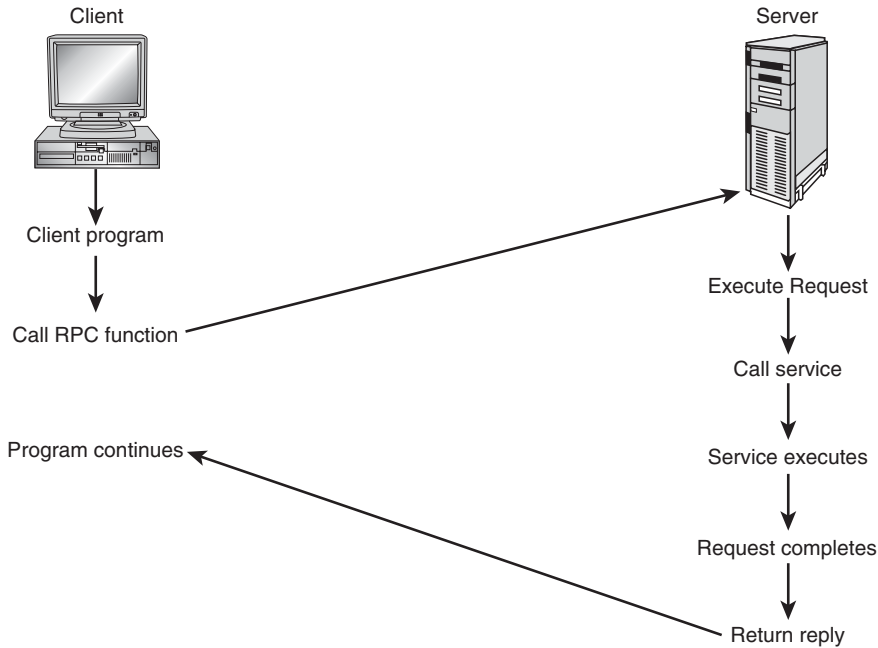 Client
Server
Client program
Execute Request
Call RPC function
Call service
Program continues
Service executes
Request completes
Return reply